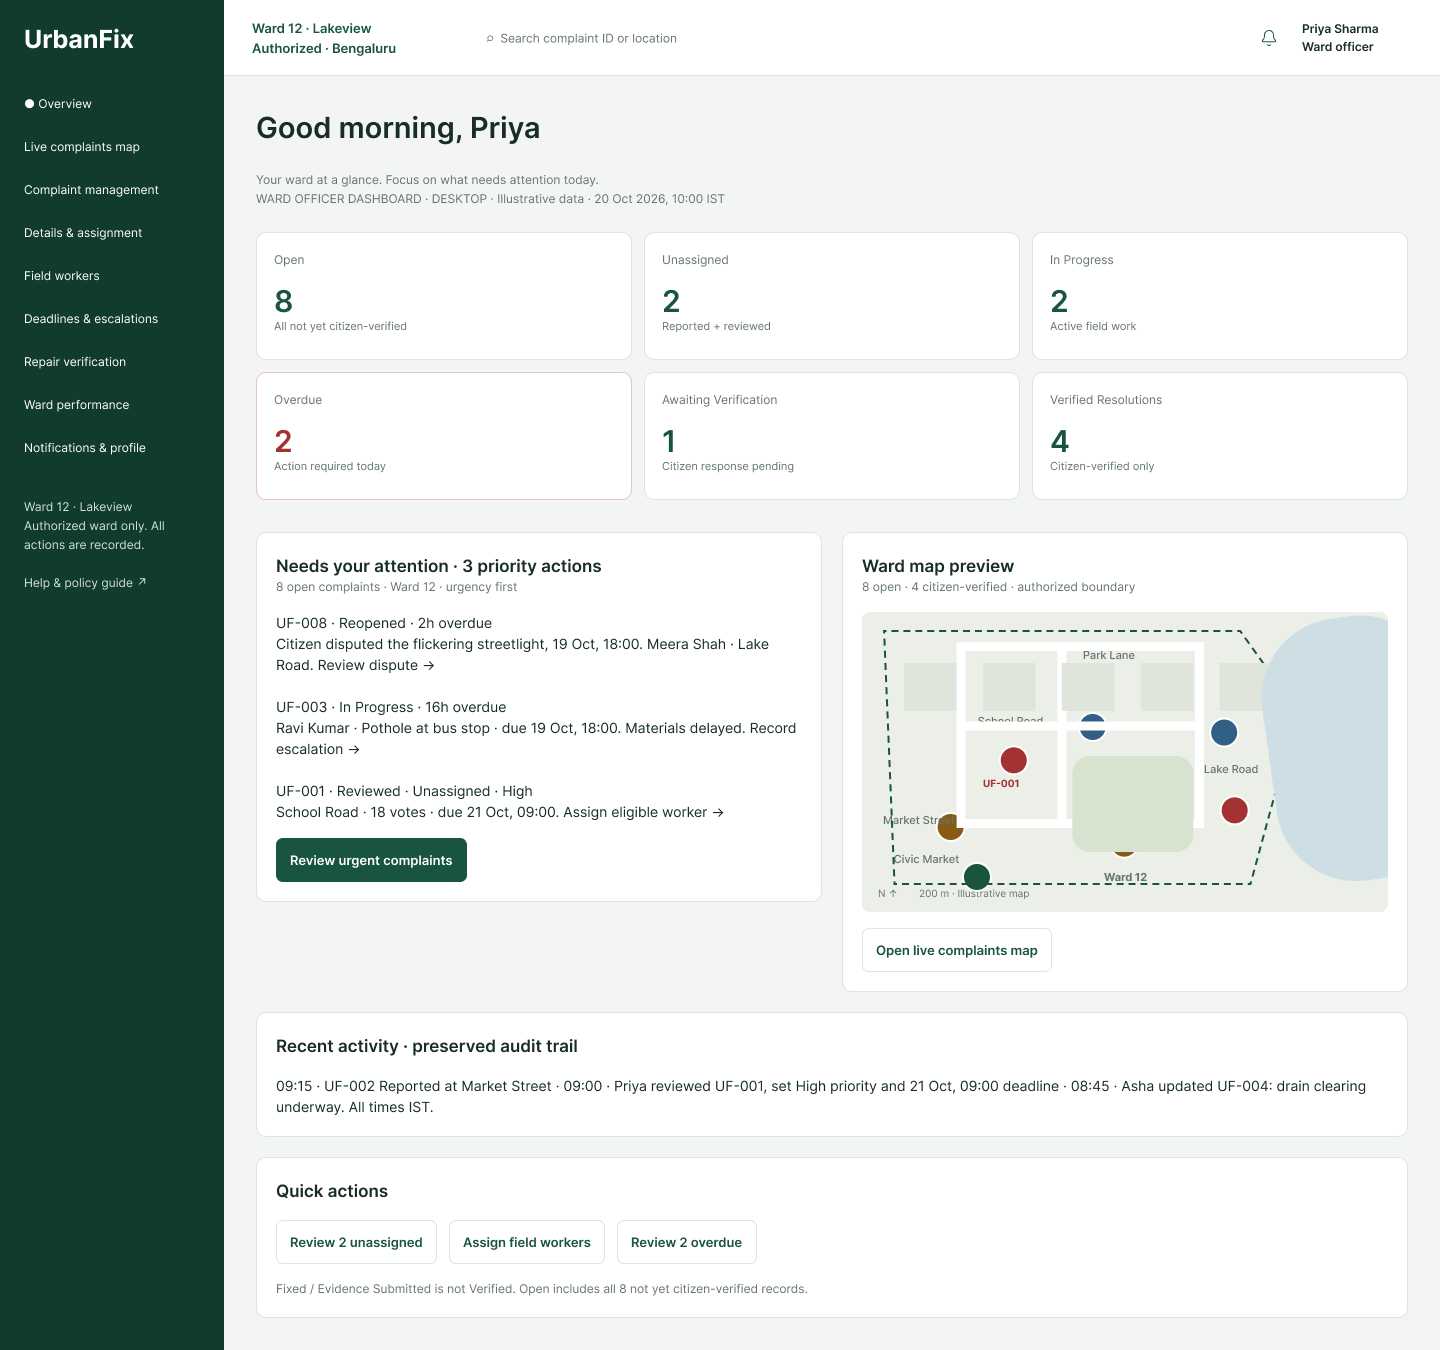 UrbanFix
Overview
Live complaints map
Complaint management
Details & assignment
Field workers
Deadlines & escalations
Repair verification
Ward performance
Notifications & profile
Ward 12 · Lakeview
Authorized ward only. All
actions are recorded.
Help & policy guide ↗
Ward 12 · Lakeview
Authorized · Bengaluru
⌕ Search complaint ID or location
Priya Sharma
Ward officer
Good morning, Priya
Your ward at a glance. Focus on what needs attention today.
WARD OFFICER DASHBOARD · DESKTOP · Illustrative data · 20 Oct 2026, 10:00 IST
Open
8
All not yet citizen-verified
Unassigned
2
Reported + reviewed
In Progress
2
Active field work
Overdue
2
Action required today
Awaiting Verification
1
Citizen response pending
Verified Resolutions
4
Citizen-verified only
Needs your attention · 3 priority actions
8 open complaints · Ward 12 · urgency first
UF-008 · Reopened · 2h overdue
Citizen disputed the flickering streetlight, 19 Oct, 18:00. Meera Shah · Lake
Road. Review dispute →
UF-003 · In Progress · 16h overdue
Ravi Kumar · Pothole at bus stop · due 19 Oct, 18:00. Materials delayed. Record
escalation →
UF-001 · Reviewed · Unassigned · High
School Road · 18 votes · due 21 Oct, 09:00. Assign eligible worker →
Review urgent complaints
Ward map preview
8 open · 4 citizen-verified · authorized boundary
Park Lane
School Road
UF-001
Lake Road
Market Street
Civic Market
Ward 12
N ↑
200 m · Illustrative map
Open live complaints map
Recent activity · preserved audit trail
09:15 · UF-002 Reported at Market Street · 09:00 · Priya reviewed UF-001, set High priority and 21 Oct, 09:00 deadline · 08:45 · Asha updated UF-004: drain clearing
underway. All times IST.
Quick actions
Review 2 unassigned
Assign field workers
Review 2 overdue
Fixed / Evidence Submitted is not Verified. Open includes all 8 not yet citizen-verified records.